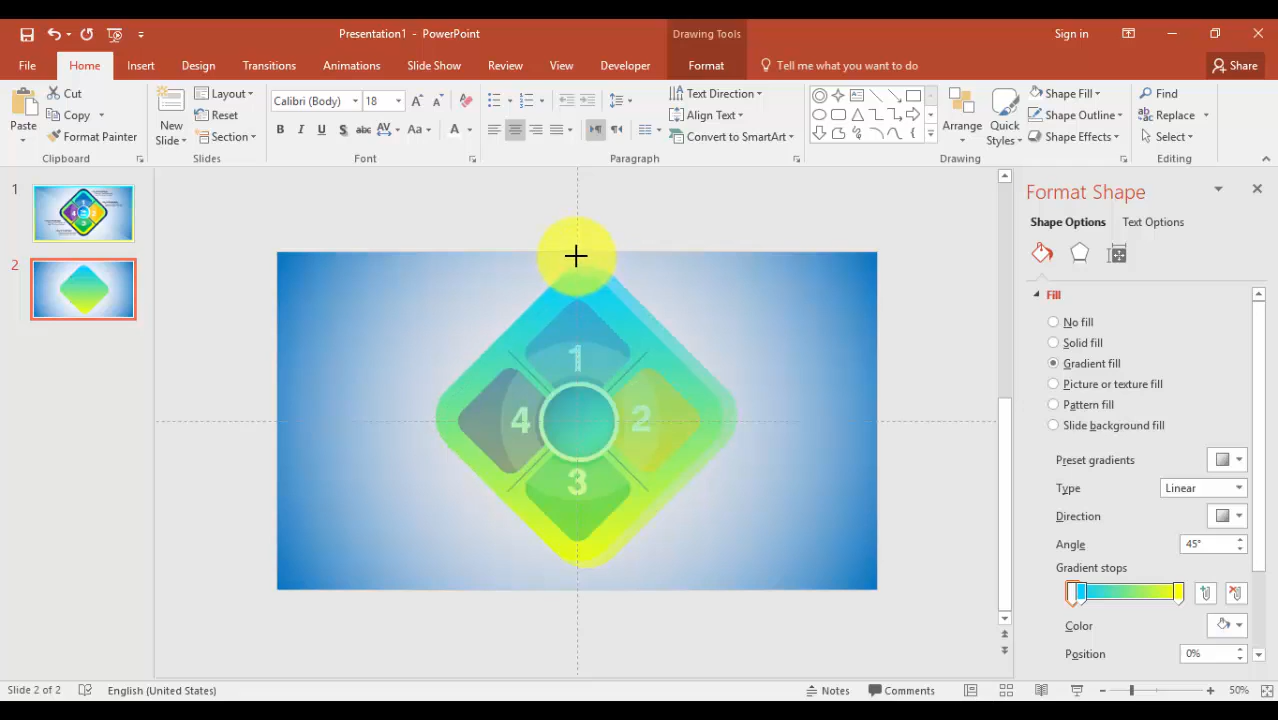 Presentation1 - PowerPoint
Drawing Tools
Sign in
File
Home
Insert
Design
Transitions
Animations
Slide Show
Review
View
Developer
Format
Tell me what you want to do
Share
Paste
Cut
Copy
Format Painter
Clipboard
New
Slide
Layout
Reset
Section
Slides
Calibri (Body)
18
B I U S abc AV Aa A
Font
Text Direction
Align Text
Convert to SmartArt
Paragraph
Arrange
Quick
Styles
Shape Fill
Shape Outline
Shape Effects
Drawing
Find
Replace
Select
Editing
1
2
1
4
2
3
Format Shape
Shape Options
Text Options
Fill
No fill
Solid fill
Gradient fill
Picture or texture fill
Pattern fill
Slide background fill
Preset gradients
Type
Linear
Direction
Angle
45°
Gradient stops
Color
Position
0%
Slide 2 of 2
English (United States)
Notes
Comments
50%